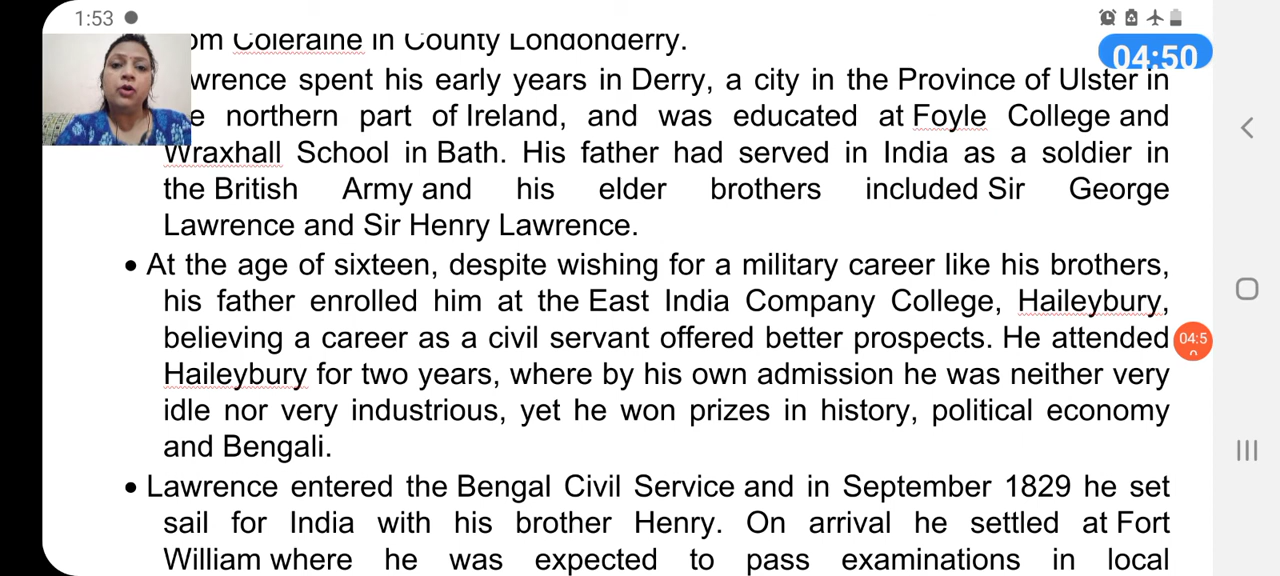 1:53
04:50
om Coleraine in County Londonderry.
wrence spent his early years in Derry, a city in the Province of Ulster in
e northern part of Ireland, and was educated at Foyle College and
Wraxhall School in Bath. His father had served in India as a soldier in
the British Army and his elder brothers included Sir George
Lawrence and Sir Henry Lawrence.
• At the age of sixteen, despite wishing for a military career like his brothers,
his father enrolled him at the East India Company College, Haileybury,
believing a career as a civil servant offered better prospects. He attended
04:5
0
Haileybury for two years, where by his own admission he was neither very
idle nor very industrious, yet he won prizes in history, political economy
and Bengali.
• Lawrence entered the Bengal Civil Service and in September 1829 he set
sail for India with his brother Henry. On arrival he settled at Fort
William where he was expected to pass examinations in local